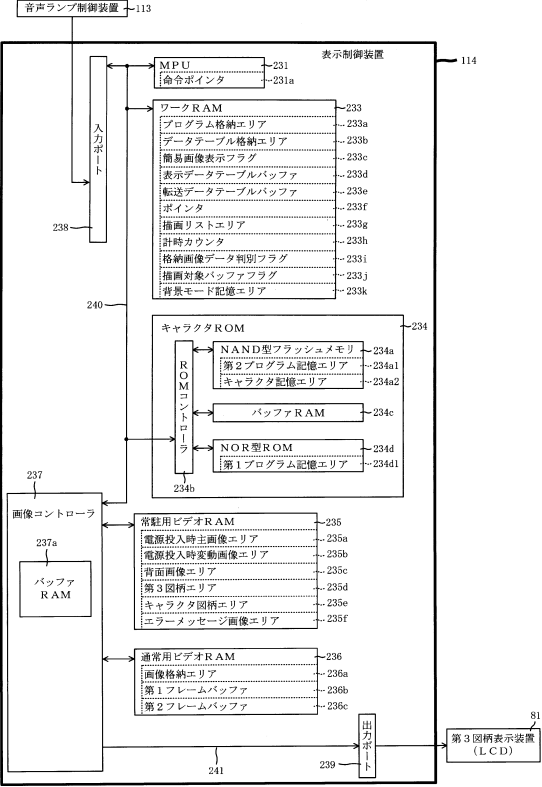 音声ランプ制御装置 113
表示制御装置
114
入力ポート
238
MPU 231
命令ポインタ 231a
ワークRAM 233
プログラム格納エリア 233a
データテーブル格納エリア 233b
簡易画像表示フラグ 233c
表示データテーブルバッファ 233d
転送データテーブルバッファ 233e
ポインタ 233f
描画リストエリア 233g
計時カウンタ 233h
格納画像データ判別フラグ 233i
描画対象バッファフラグ 233j
背景モード記憶エリア 233k
240
キャラクタROM 234
ROMコントローラ
234b
NAND型フラッシュメモリ 234a
第2プログラム記憶エリア 234a1
キャラクタ記憶エリア 234a2
バッファRAM 234c
NOR型ROM 234d
第1プログラム記憶エリア 234d1
237
画像コントローラ
237a
バッファ
RAM
常駐用ビデオRAM 235
電源投入時主画像エリア 235a
電源投入時変動画像エリア 235b
背面画像エリア 235c
第3図柄エリア 235d
キャラクタ図柄エリア 235e
エラーメッセージ画像エリア 235f
通常用ビデオRAM 236
画像格納エリア 236a
第1フレームバッファ 236b
第2フレームバッファ 236c
241
出力ポート
239
81
第3図柄表示装置
(LCD)